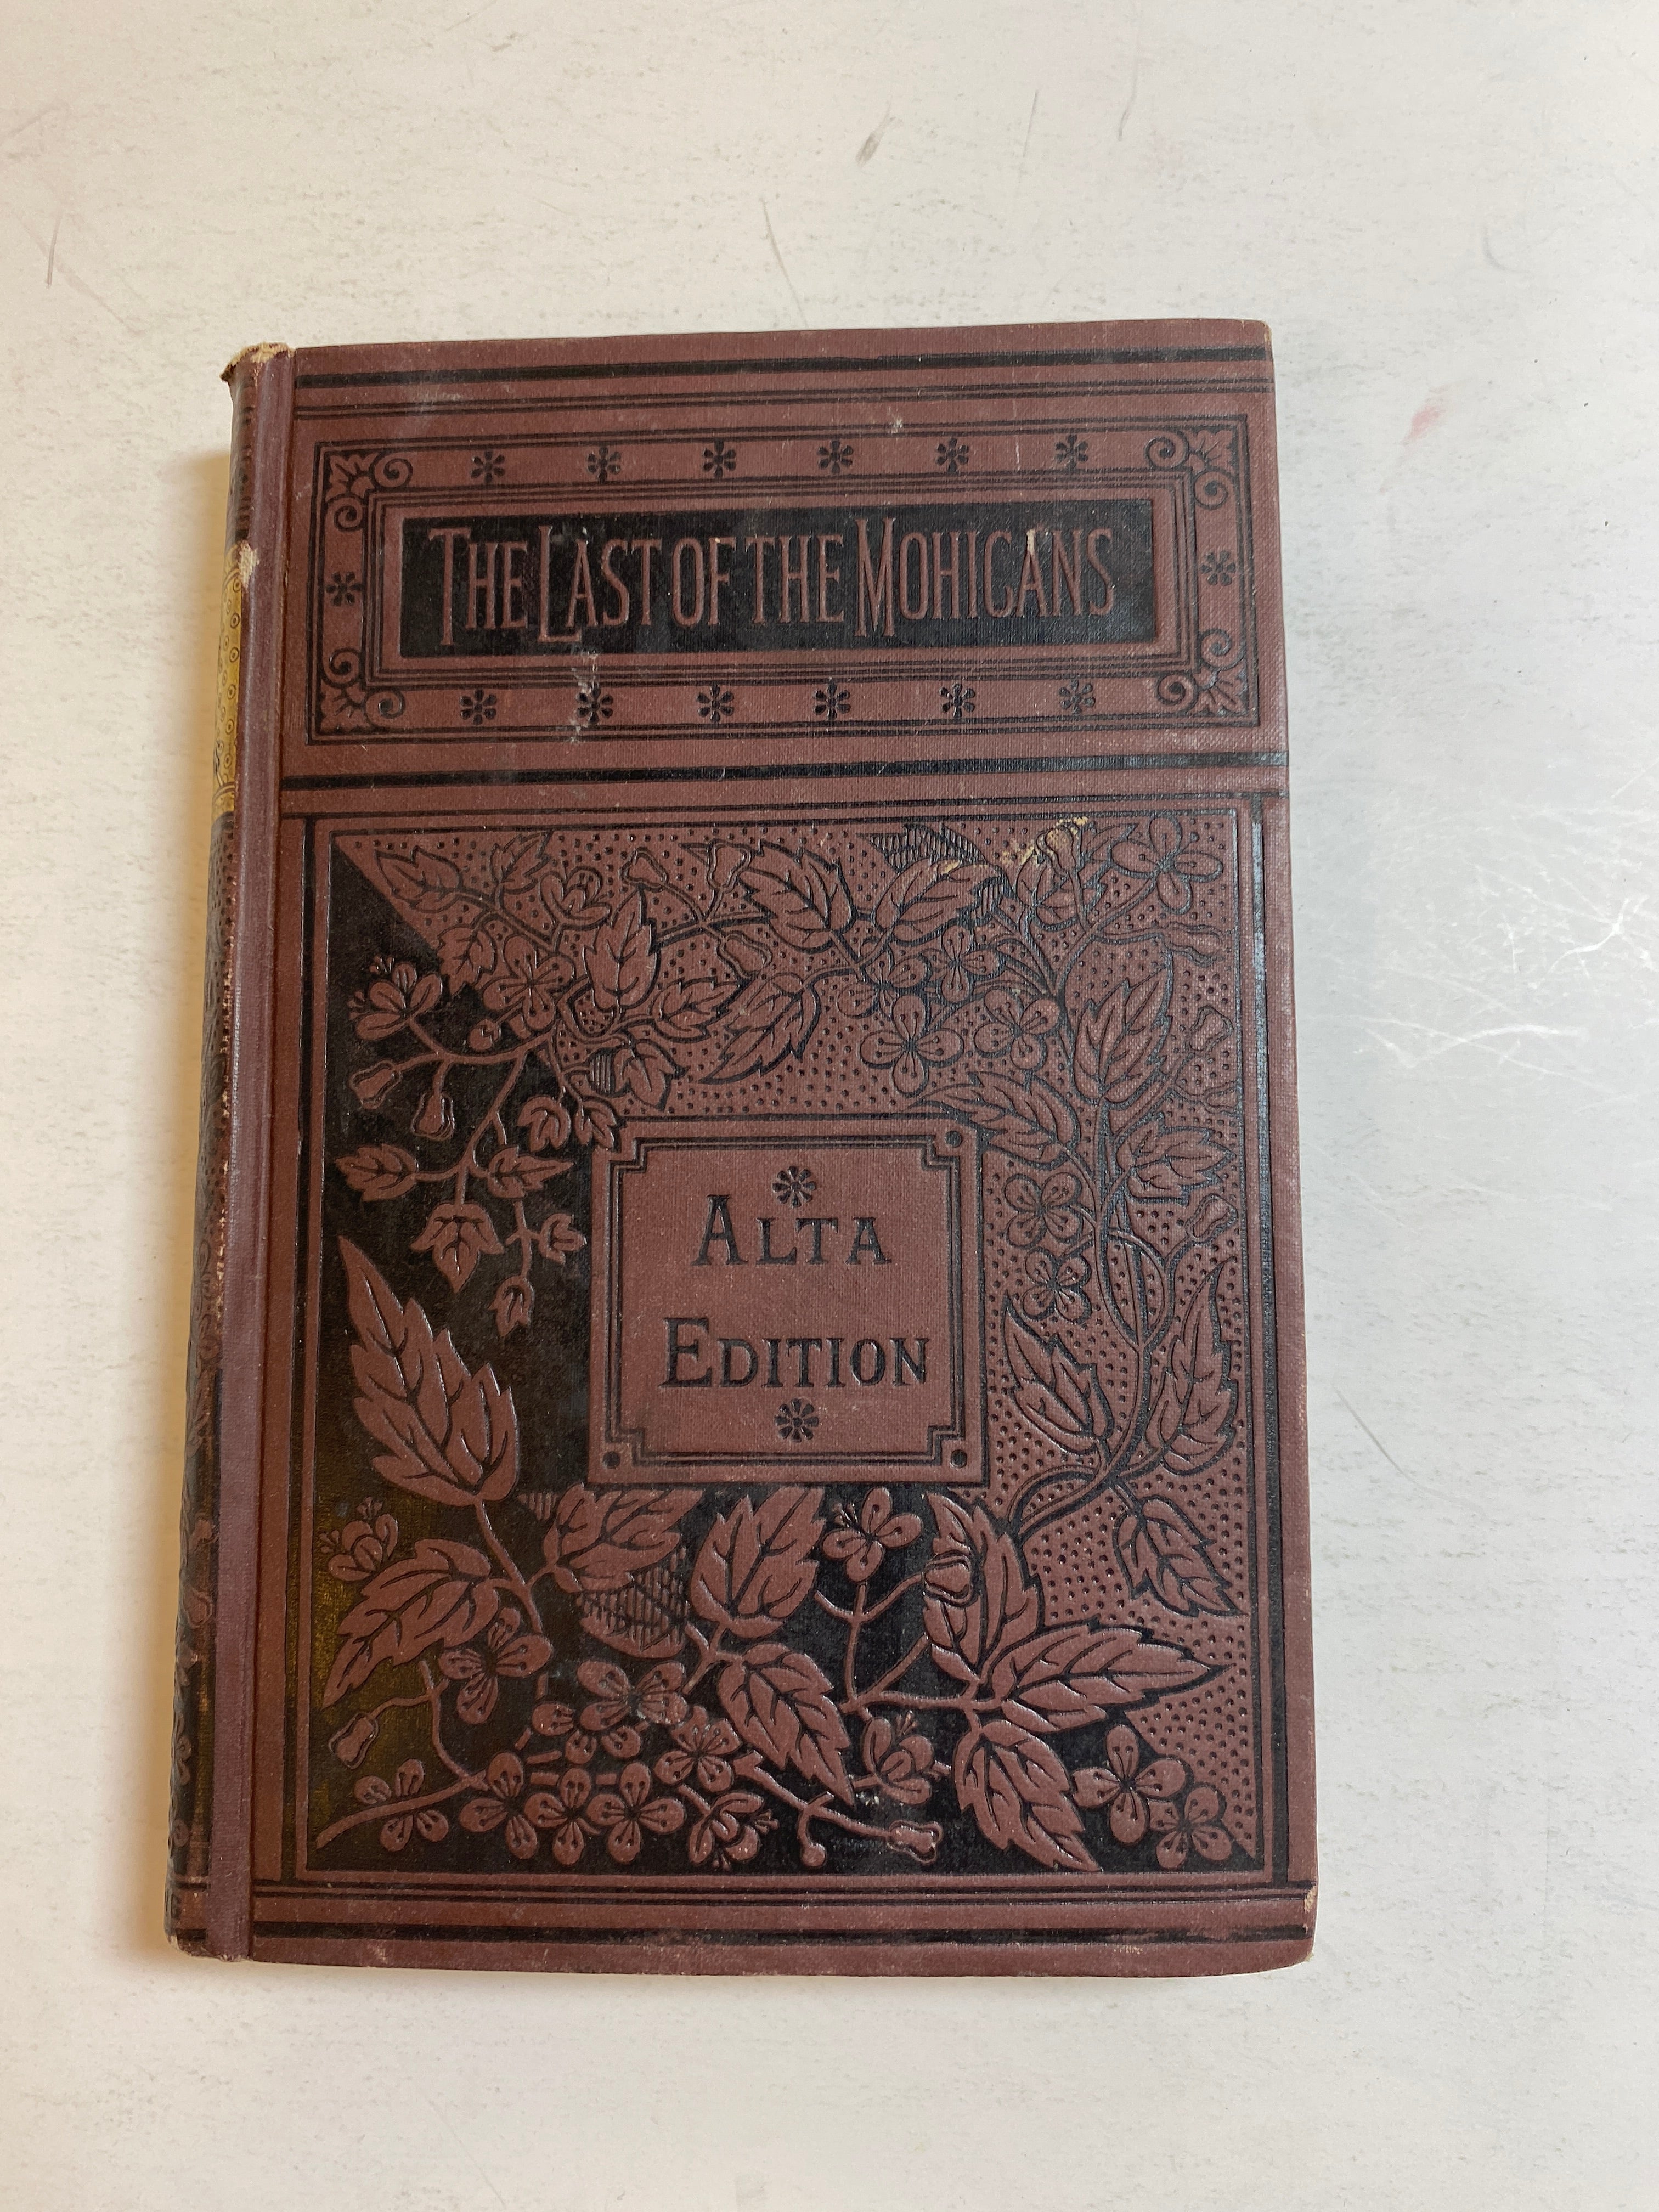 THE LAST OF THE MOHICANS
ALTA
EDITION